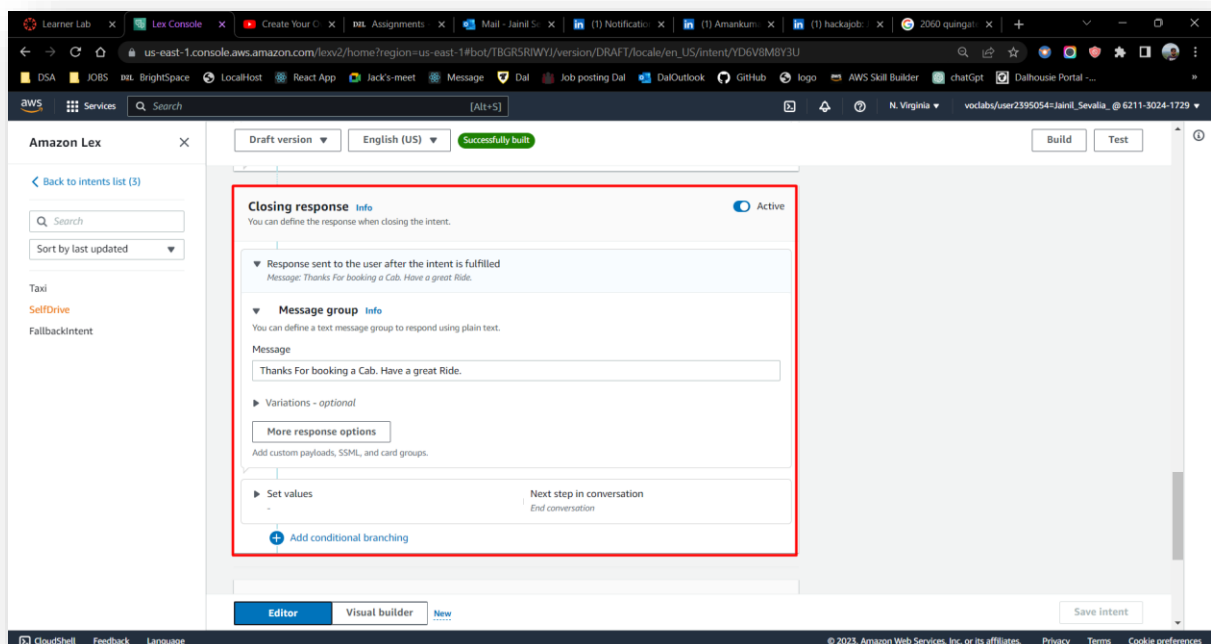 Learner Lab
Lex Console
Create Your O
DZL Assignments
Mail - Jainil Se
(1) Notificatio
(1) Amankum
(1) hackajob:
2060 quingat
us-east-1.console.aws.amazon.com/lexv2/home?region=us-east-1#bot/TBGR5RIWYJ/version/DRAFT/locale/en_US/intent/YD6V8M8Y3U
DSA JOBS DZL BrightSpace LocalHost React App Jack's-meet Message Dal Job posting Dal DalOutlook GitHub logo AWS Skill Builder chatGpt Dalhousie Portal -... »
aws Services Search [Alt+S] N. Virginia voclabs/user2395054=Jainil_Sevalia_ @ 6211-3024-1729
Amazon Lex
Draft version English (US) Successfully built Build Test
Back to intents list (3)
Search
Sort by last updated
Taxi
SelfDrive
FallbackIntent
Closing response Info Active
You can define the response when closing the intent.
Response sent to the user after the intent is fulfilled
Message: Thanks For booking a Cab. Have a great Ride.
Message group Info
You can define a text message group to respond using plain text.
Message
Thanks For booking a Cab. Have a great Ride.
Variations - optional
More response options
Add custom payloads, SSML, and card groups.
Set values Next step in conversation
- End conversation
Add conditional branching
Editor Visual builder New Save intent
CloudShell Feedback Language © 2023, Amazon Web Services, Inc. or its affiliates. Privacy Terms Cookie preferences